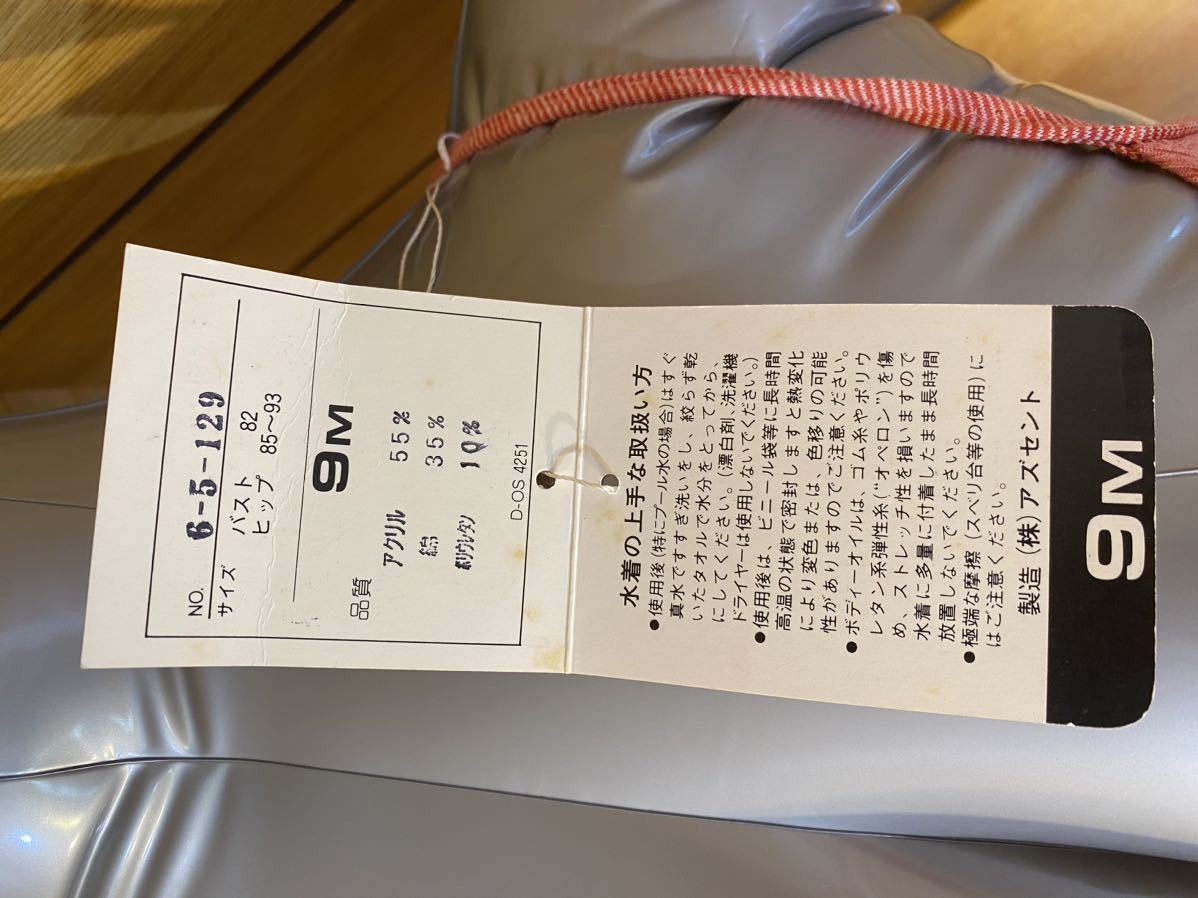 NO. 6-5-129
サイズ バスト 82
ヒップ 85~93
9M
品質
アクリル 55%
綿 35%
ポリウレタン 10%
D-OS 4251
水着の上手な取扱い方
●使用後(特にプール水の場合)はすぐ
真水ですすぎ洗いをし、絞らず乾
いたタオルで水分をとってから、
にしてください。(漂白剤、洗濯機
ドライヤーは使用しないでください。)
●使用後は、ビニール袋等に長時間
高温の状態で密封しますと熱変化
により変色または、色移りの可能
性がありますのでご注意ください。
●ボディーオイルは、ゴム糸やポリウ
レタン系弾性糸("オペロン")を傷
め、ストレッチ性を損いますので
水着に多量に付着したまま長時間
放置しないでください。
●極端な摩擦(スベリ台等の使用)に
はご注意ください。
製造(株)アズセント
9M